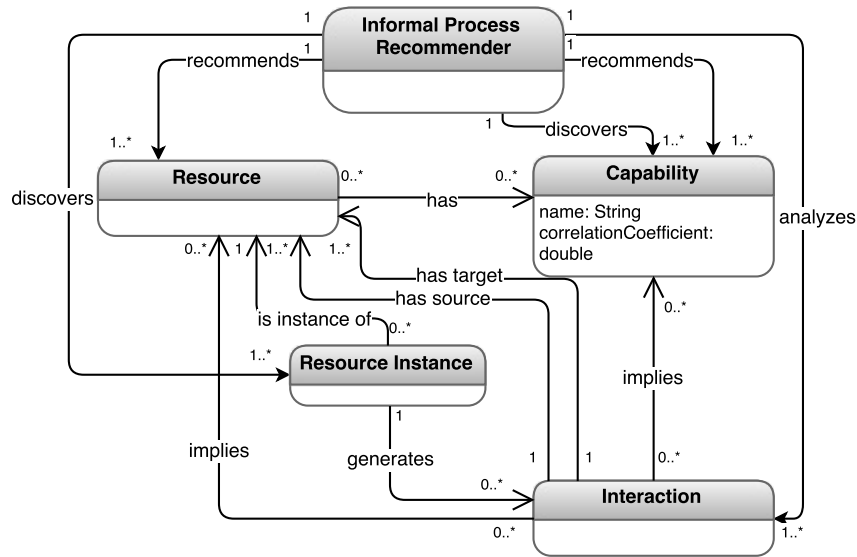 1
Informal Process
Recommender
1
recommends
1
1
recommends
1
discovers
1..*
1..*
1..*
Resource
0..*
has
0..*
Capability
name: String
correlationCoefficient:
double
discovers
analyzes
0..*
1
1..*
1..*
has target
has source
is instance of
0..*
0..*
1..*
Resource Instance
implies
1
generates
implies
1
1
0..*
0..*
Interaction
0..*
1..*